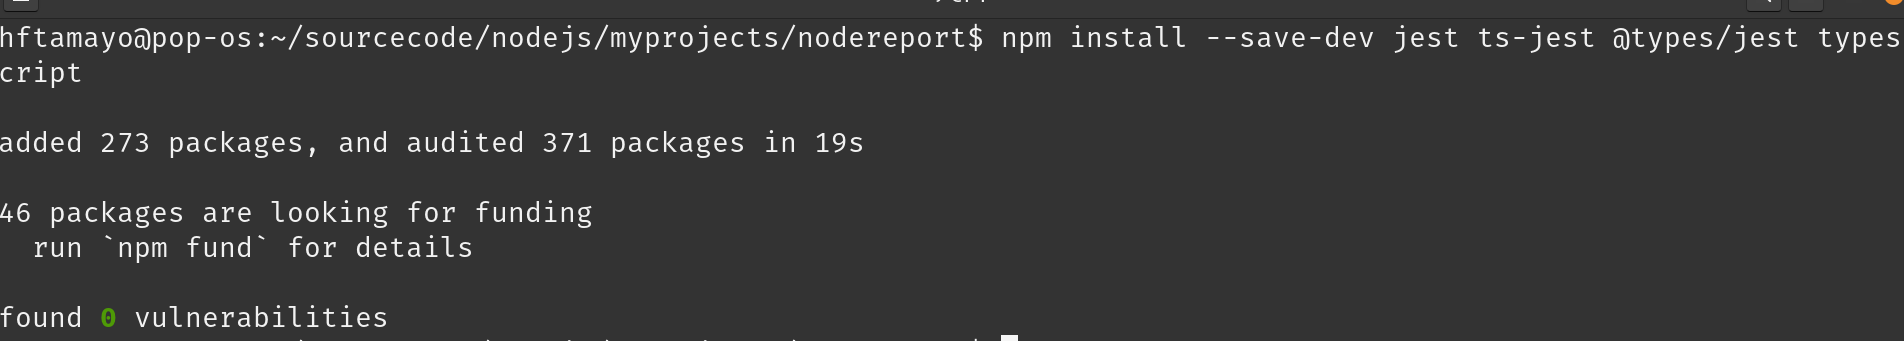 hftamayo@pop-os:~/sourcecode/nodejs/myprojects/nodereport$ npm install --save-dev jest ts-jest @types/jest types
cript
added 273 packages, and audited 371 packages in 19s
46 packages are looking for funding
  run `npm fund` for details
found 0 vulnerabilities